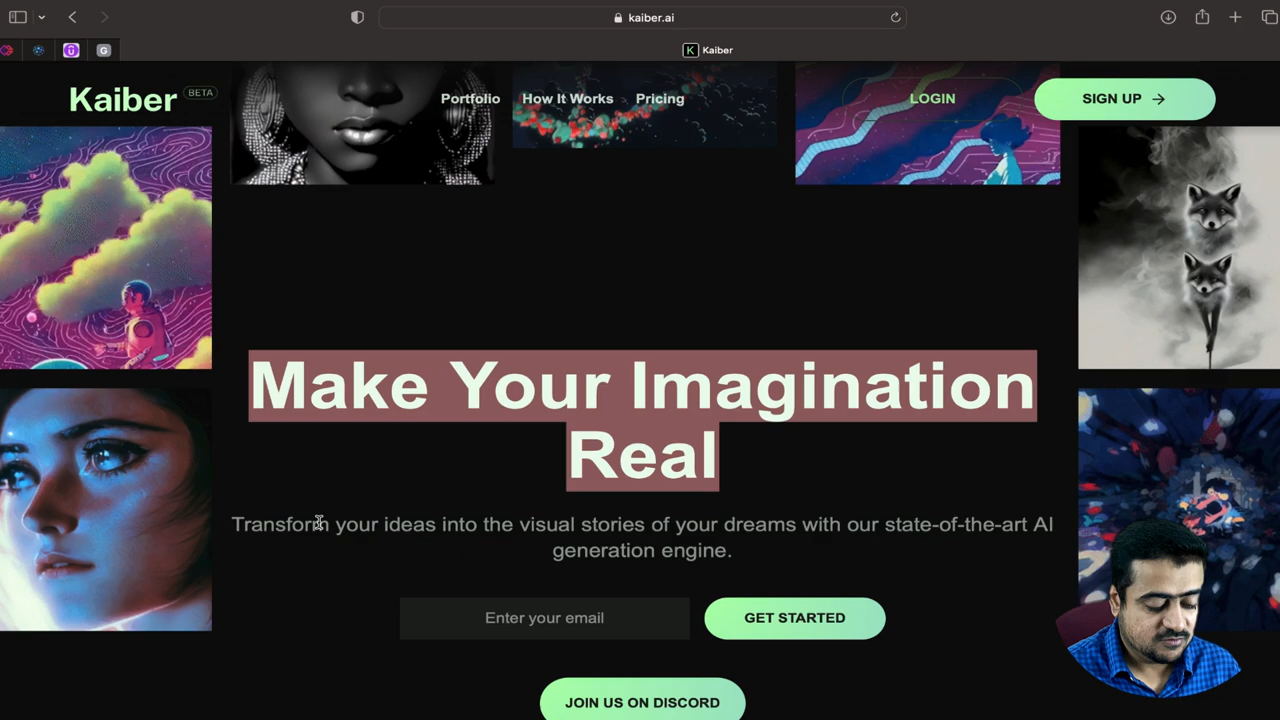 kaiber.ai
G
K Kaiber
Kaiber BETA
Portfolio How It Works Pricing
LOGIN
SIGN UP
Make Your Imagination
Real
Transform your ideas into the visual stories of your dreams with our state-of-the-art AI
generation engine.
Enter your email
GET STARTED
JOIN US ON DISCORD